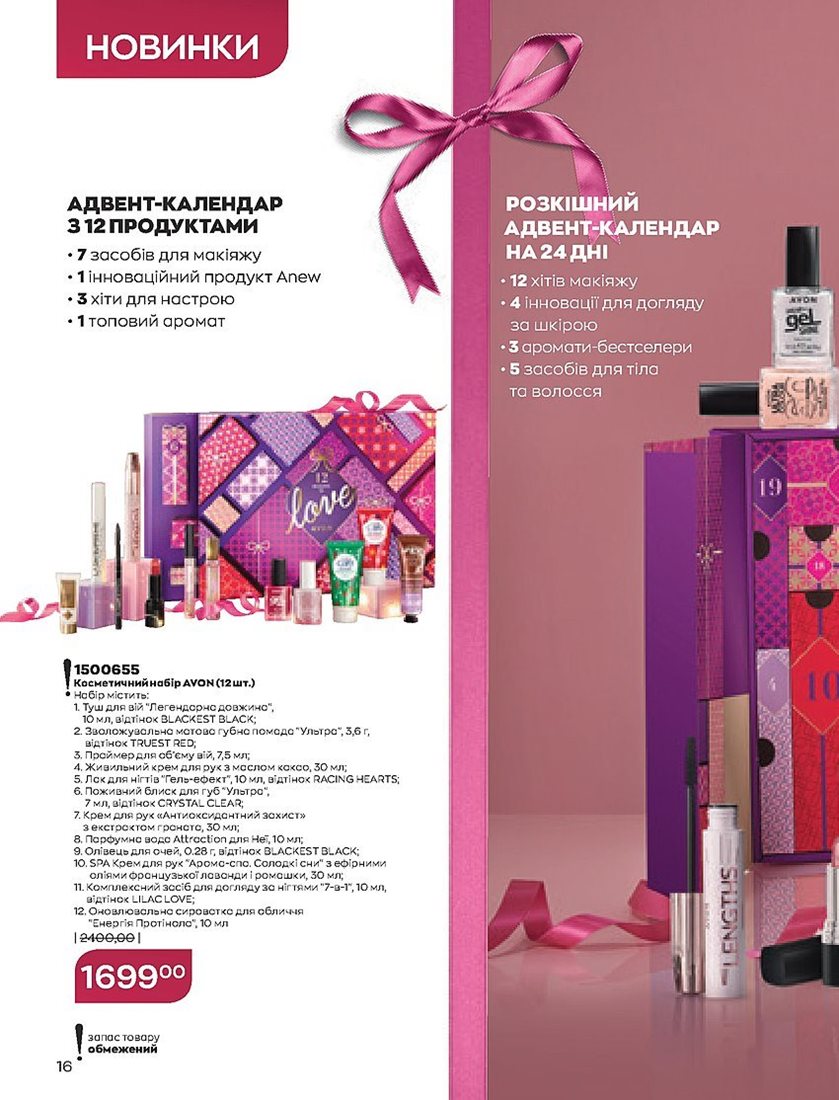 НОВИНКИ
АДВЕНТ-КАЛЕНДАР
З 12 ПРОДУКТАМИ
• 7 засобів для макіяжу
• 1 інноваційний продукт Anew
• 3 хіти для настрою
• 1 топовий аромат
РОЗКІШНИЙ
АДВЕНТ-КАЛЕНДАР
НА 24 ДНІ
• 12 хітів макіяжу
• 4 інновації для догляду
за шкірою
• 3 аромати-бестселери
• 5 засобів для тіла
та волосся
AVON
gel
19
18
4
10
12
love
LENGTHS
1500655
Косметичний набір AVON (12 шт.)
Набір містить:
1. Туш для вій "Легендарна довжина",
10 мл, відтінок BLACKEST BLACK;
2. Зволожувальна матова губна помада "Ультра", 3,6 г,
відтінок TRUEST RED;
3. Праймер для об'єму вій, 7,5 мл;
4. Живильний крем для рук з маслом какао, 30 мл;
5. Лак для нігтів "Гель-ефект", 10 мл, відтінок RACING HEARTS;
6. Поживний блиск для губ "Ультра",
7 мл, відтінок CRYSTAL CLEAR;
7. Крем для рук «Антиоксидантний захист»
з екстрактом граната, 30 мл;
8. Парфумна вода Attraction для Неї, 10 мл;
9. Олівець для очей, 0.28 г, відтінок BLACKEST BLACK;
10. SPA Крем для рук "Арома-спа. Солодкі сни" з ефірними
оліями французької лаванди і ромашки, 30 мл;
11. Комплексний засіб для догляду за нігтями "7-в-1", 10 мл,
відтінок LILAC LOVE;
12. Оновлювальна сироватка для обличчя
"Енергія Протінола", 10 мл
| 2400,00 |
1699⁰⁰
запас товару
обмежений
16